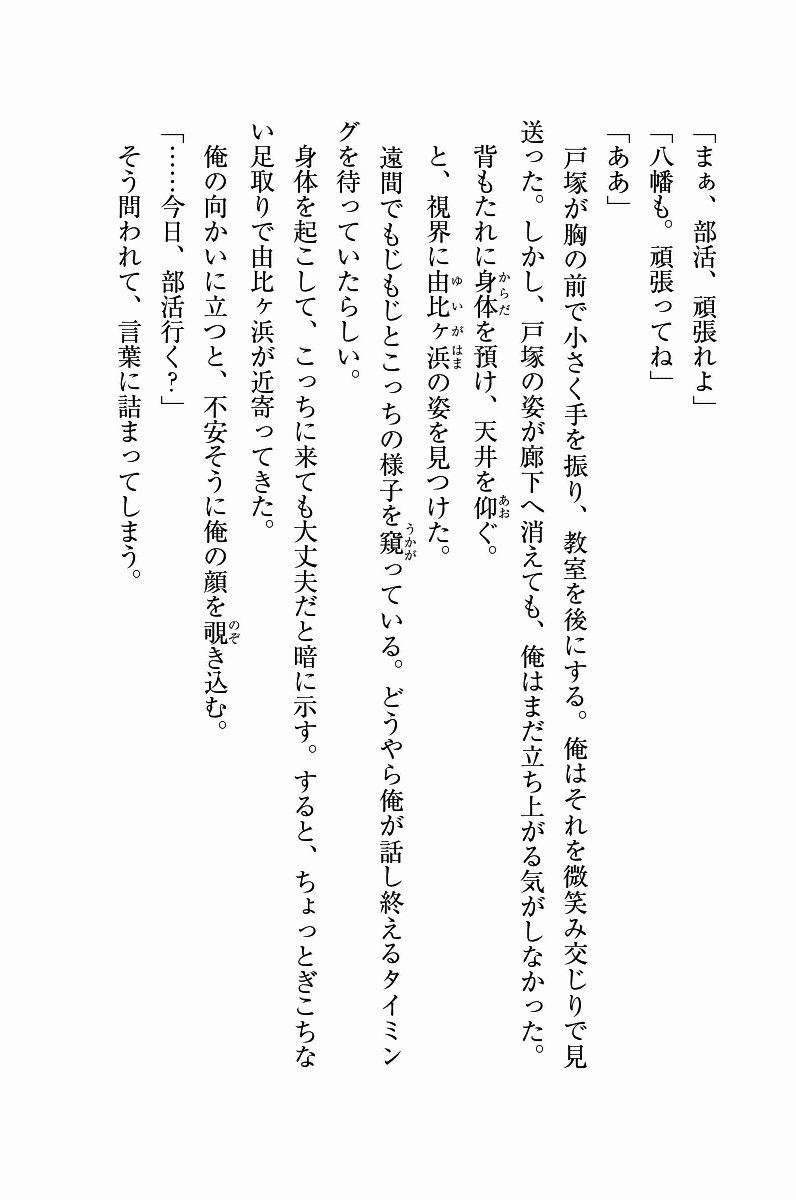 「まぁ、部活、頑張れよ」
「八幡も。頑張ってね」
「ああ」
　戸塚が胸の前で小さく手を振り、教室を後にする。俺はそれを微笑み交じりで見
送った。しかし、戸塚の姿が廊下へ消えても、俺はまだ立ち上がる気がしなかった。
　背もたれに身体からだを預け、天井を仰あおぐ。
　と、視界に由比ヶ浜ゆいがはまの姿を見つけた。
　遠間でもじもじとこっちの様子を窺うかがっている。どうやら俺が話し終えるタイミン
グを待っていたらしい。
　身体を起こして、こっちに来ても大丈夫だと暗に示す。すると、ちょっとぎこちな
い足取りで由比ヶ浜が近寄ってきた。
　俺の向かいに立つと、不安そうに俺の顔を覗のぞき込む。
「……今日、部活行く？」
　そう問われて、言葉に詰まってしまう。